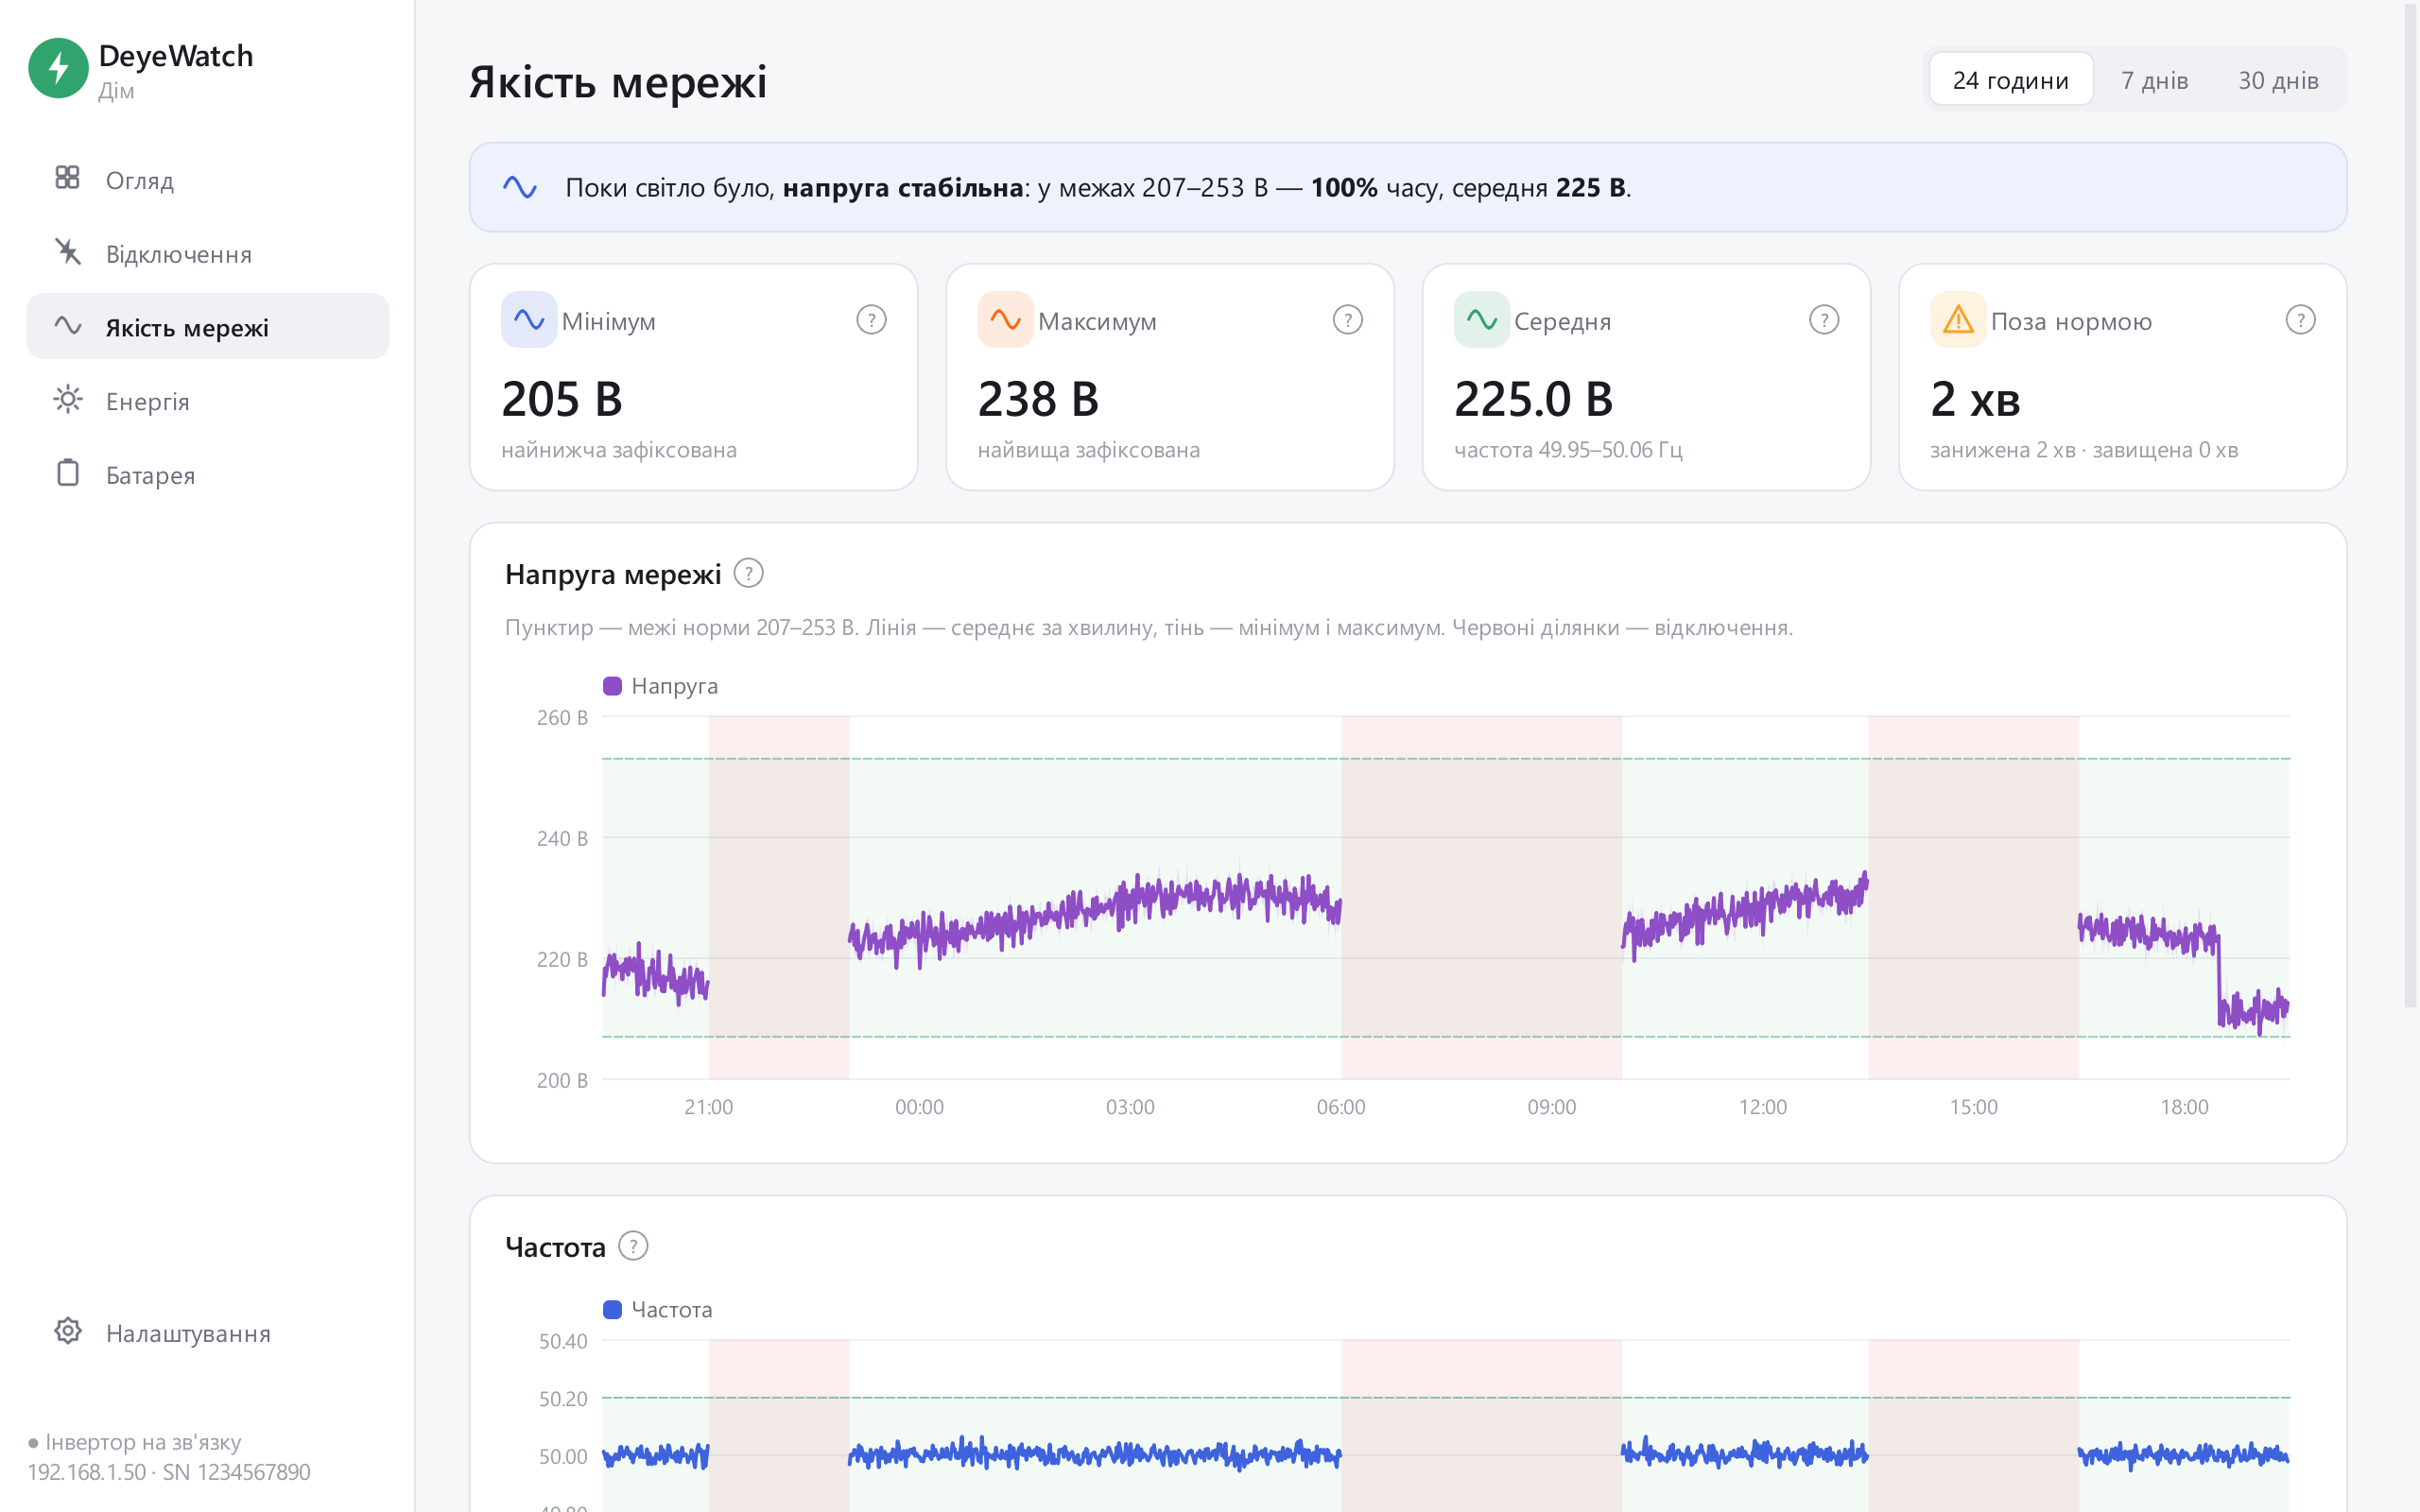 DeyeWatch
Дім
Огляд
Відключення
Якість мережі
Енергія
Батарея
Налаштування
● Інвертор на зв'язку
192.168.1.50 · SN 1234567890
Якість мережі
24 години 7 днів 30 днів
Поки світло було, напруга стабільна: у межах 207–253 В — 100% часу, середня 225 В.
Мінімум ?
205 В
найнижча зафіксована
Максимум ?
238 В
найвища зафіксована
Середня ?
225.0 В
частота 49.95–50.06 Гц
Поза нормою ?
2 хв
занижена 2 хв · завищена 0 хв
Напруга мережі ?
Пунктир — межі норми 207–253 В. Лінія — середнє за хвилину, тінь — мінімум і максимум. Червоні ділянки — відключення.
Напруга
260 В
240 В
220 В
200 В
21:00 00:00 03:00 06:00 09:00 12:00 15:00 18:00
Частота ?
Частота
50.40
50.20
50.00
49.80